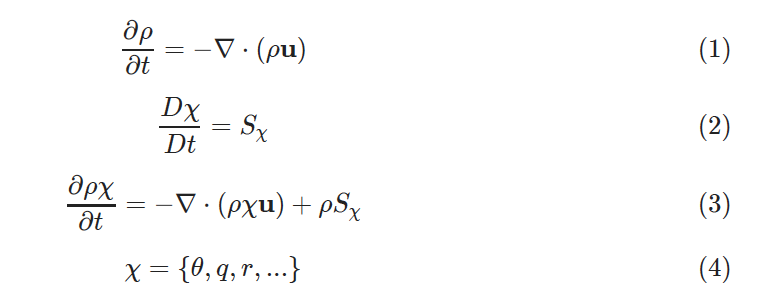 ∂ρ/∂t = −∇ · (ρ𝐮) (1)
Dχ/Dt = S_χ (2)
∂ρχ/∂t = −∇ · (ρχ𝐮) + ρS_χ (3)
χ = {θ, q, r, ...} (4)